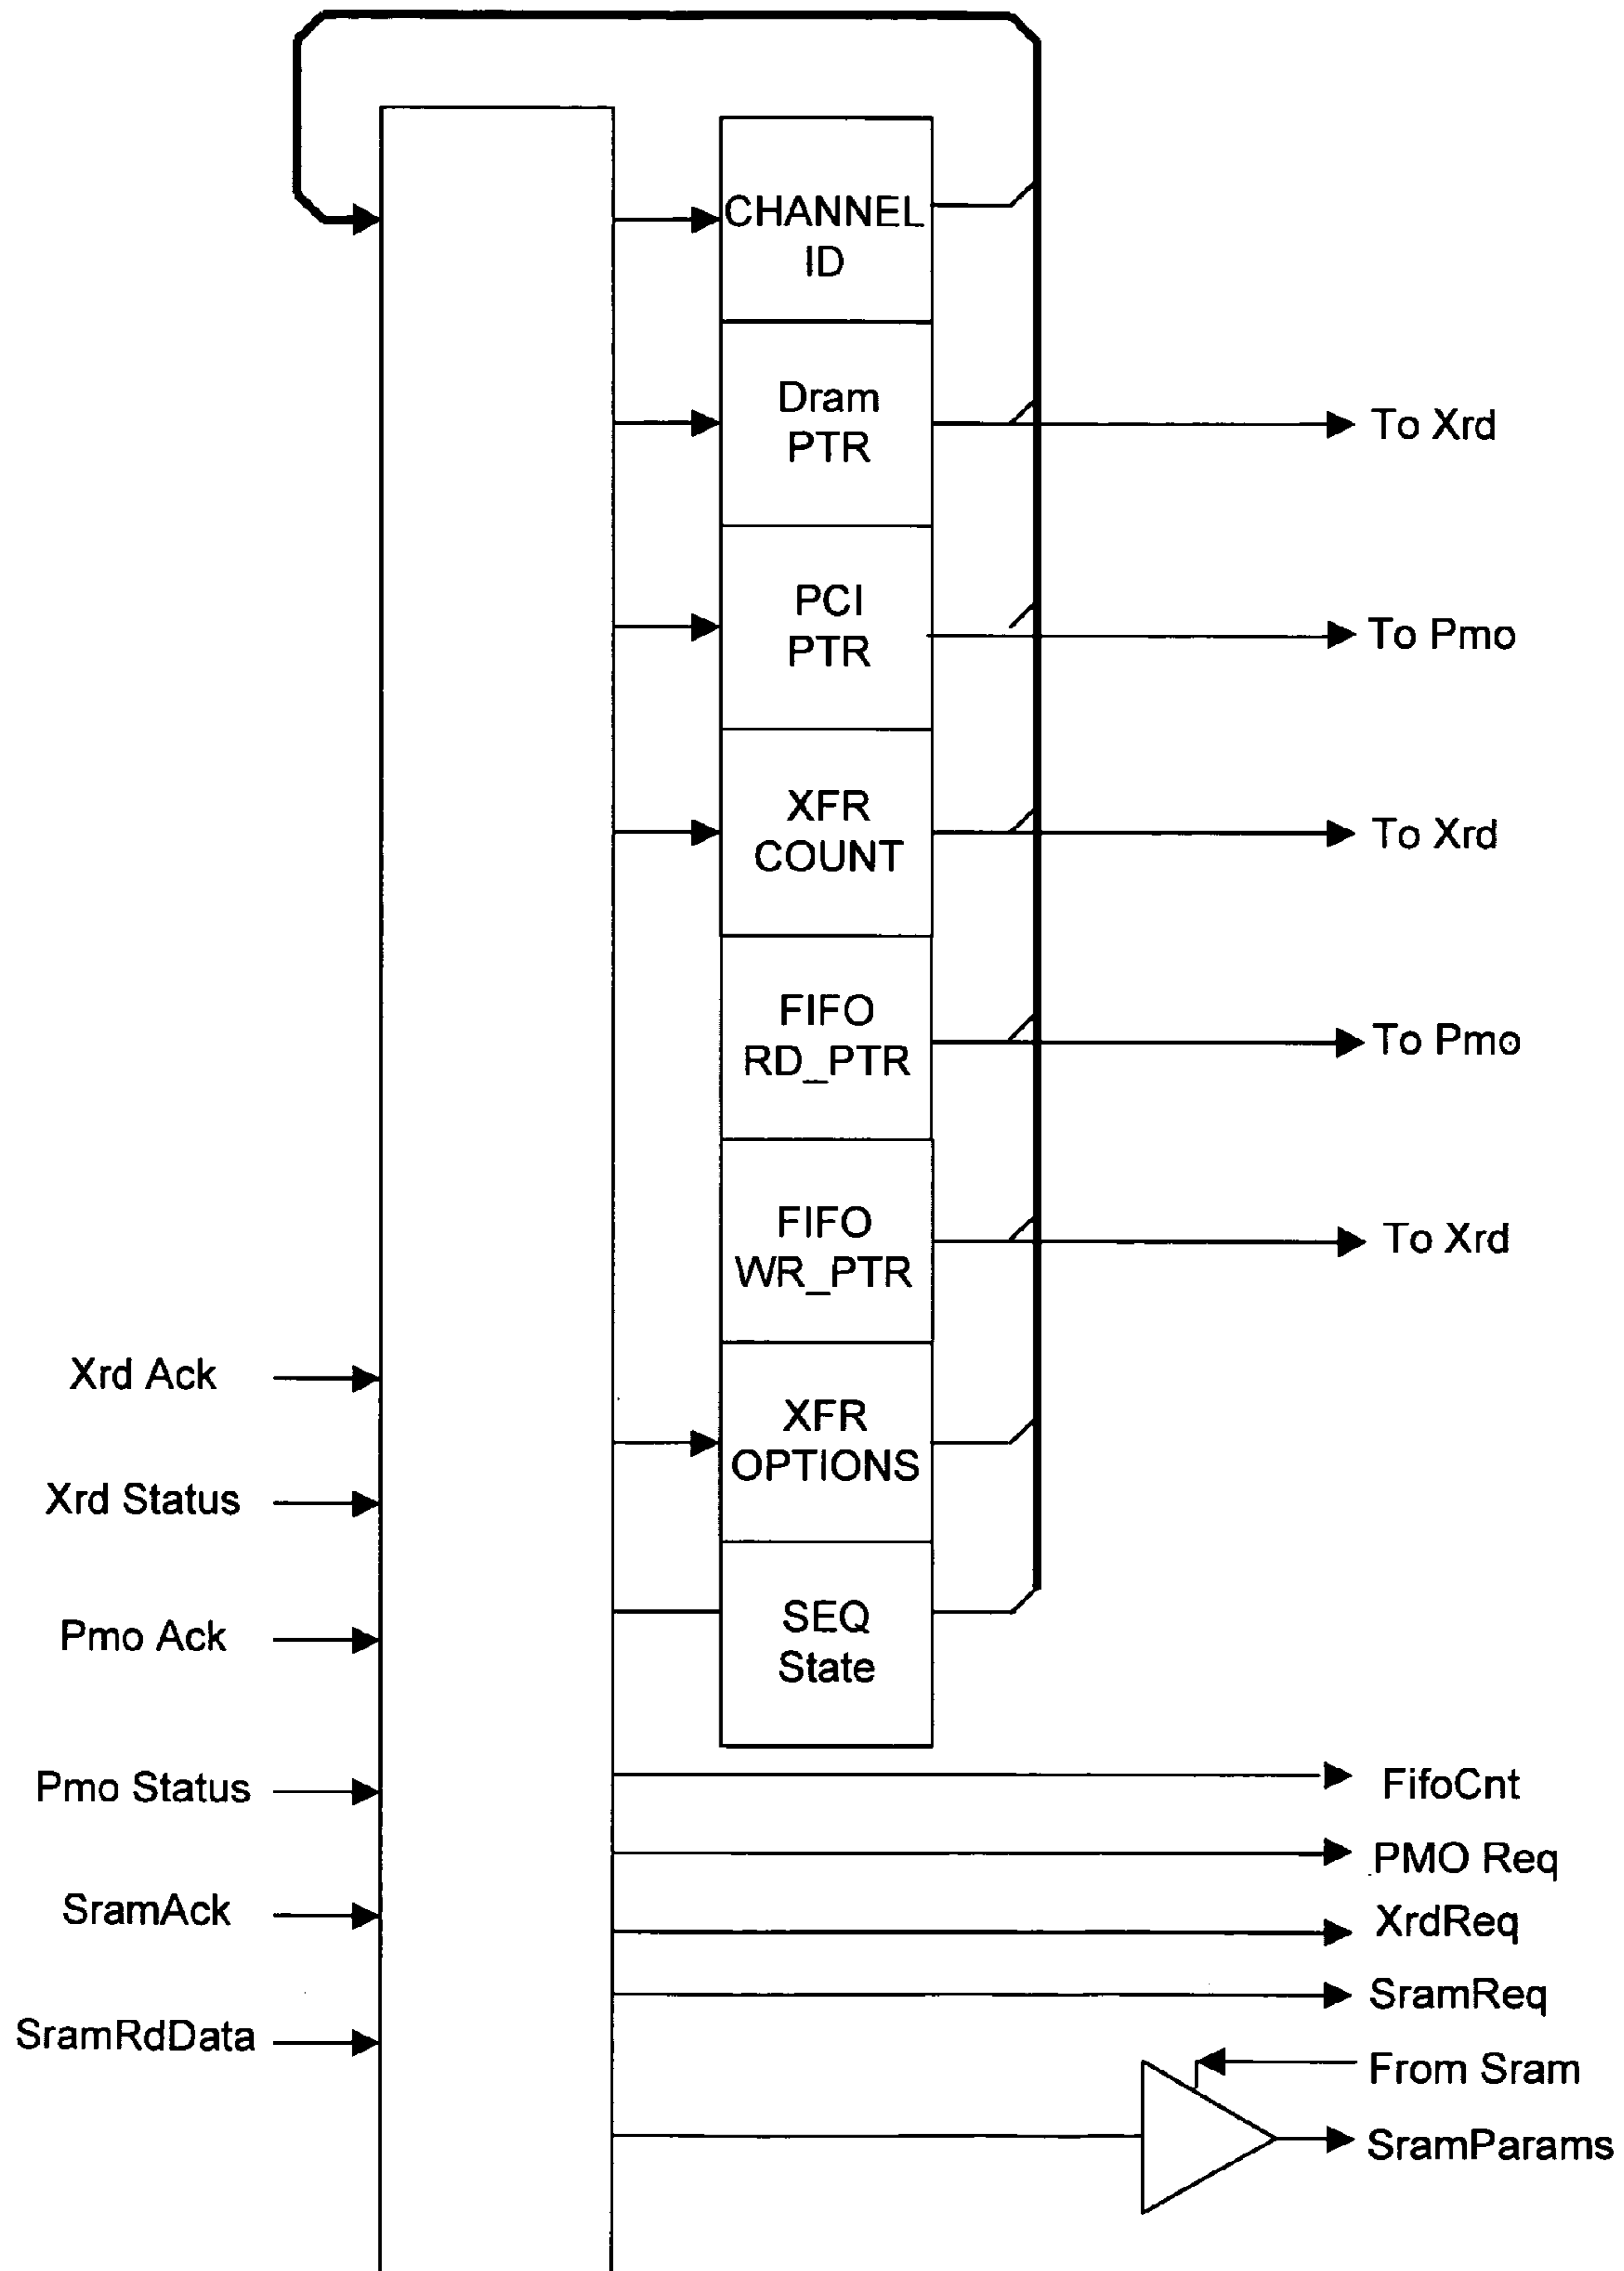 CHANNEL
ID
Dram
PTR
To Xrd
PCI
PTR
To Pmo
XFR
COUNT
To Xrd
FIFO
RD_PTR
To Pmo
FIFO
WR_PTR
To Xrd
Xrd Ack
XFR
OPTIONS
Xrd Status
SEQ
State
Pmo Ack
Pmo Status
FifoCnt
PMO Req
SramAck
XrdReq
SramReq
SramRdData
From Sram
SramParams